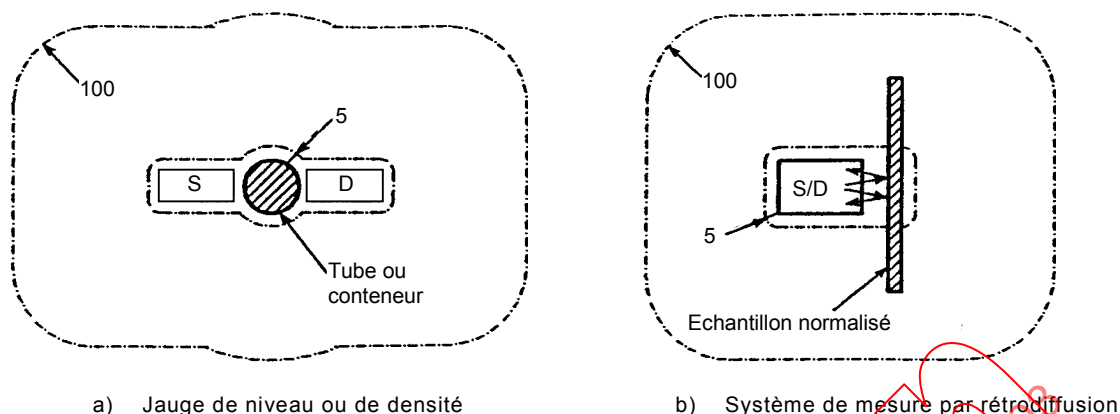 100
5
S
D
Tube ou
conteneur
a) Jauge de niveau ou de densité
100
S/D
5
Echantillon normalisé
b) Système de mesure par rétrodiffusion